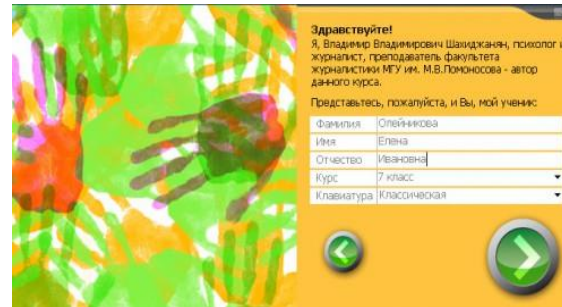 Здравствуйте!
Я, Владимир Владимирович Шахиджанян, психолог и
журналист, преподаватель факультета
журналистики МГУ им. М.В.Ломоносова - автор
данного курса.
Представьтесь, пожалуйста, и Вы, мой ученик:
Фамилия Олейникова
Имя Елена
Отчество Ивановна
Курс 7 класс
Клавиатура Классическая